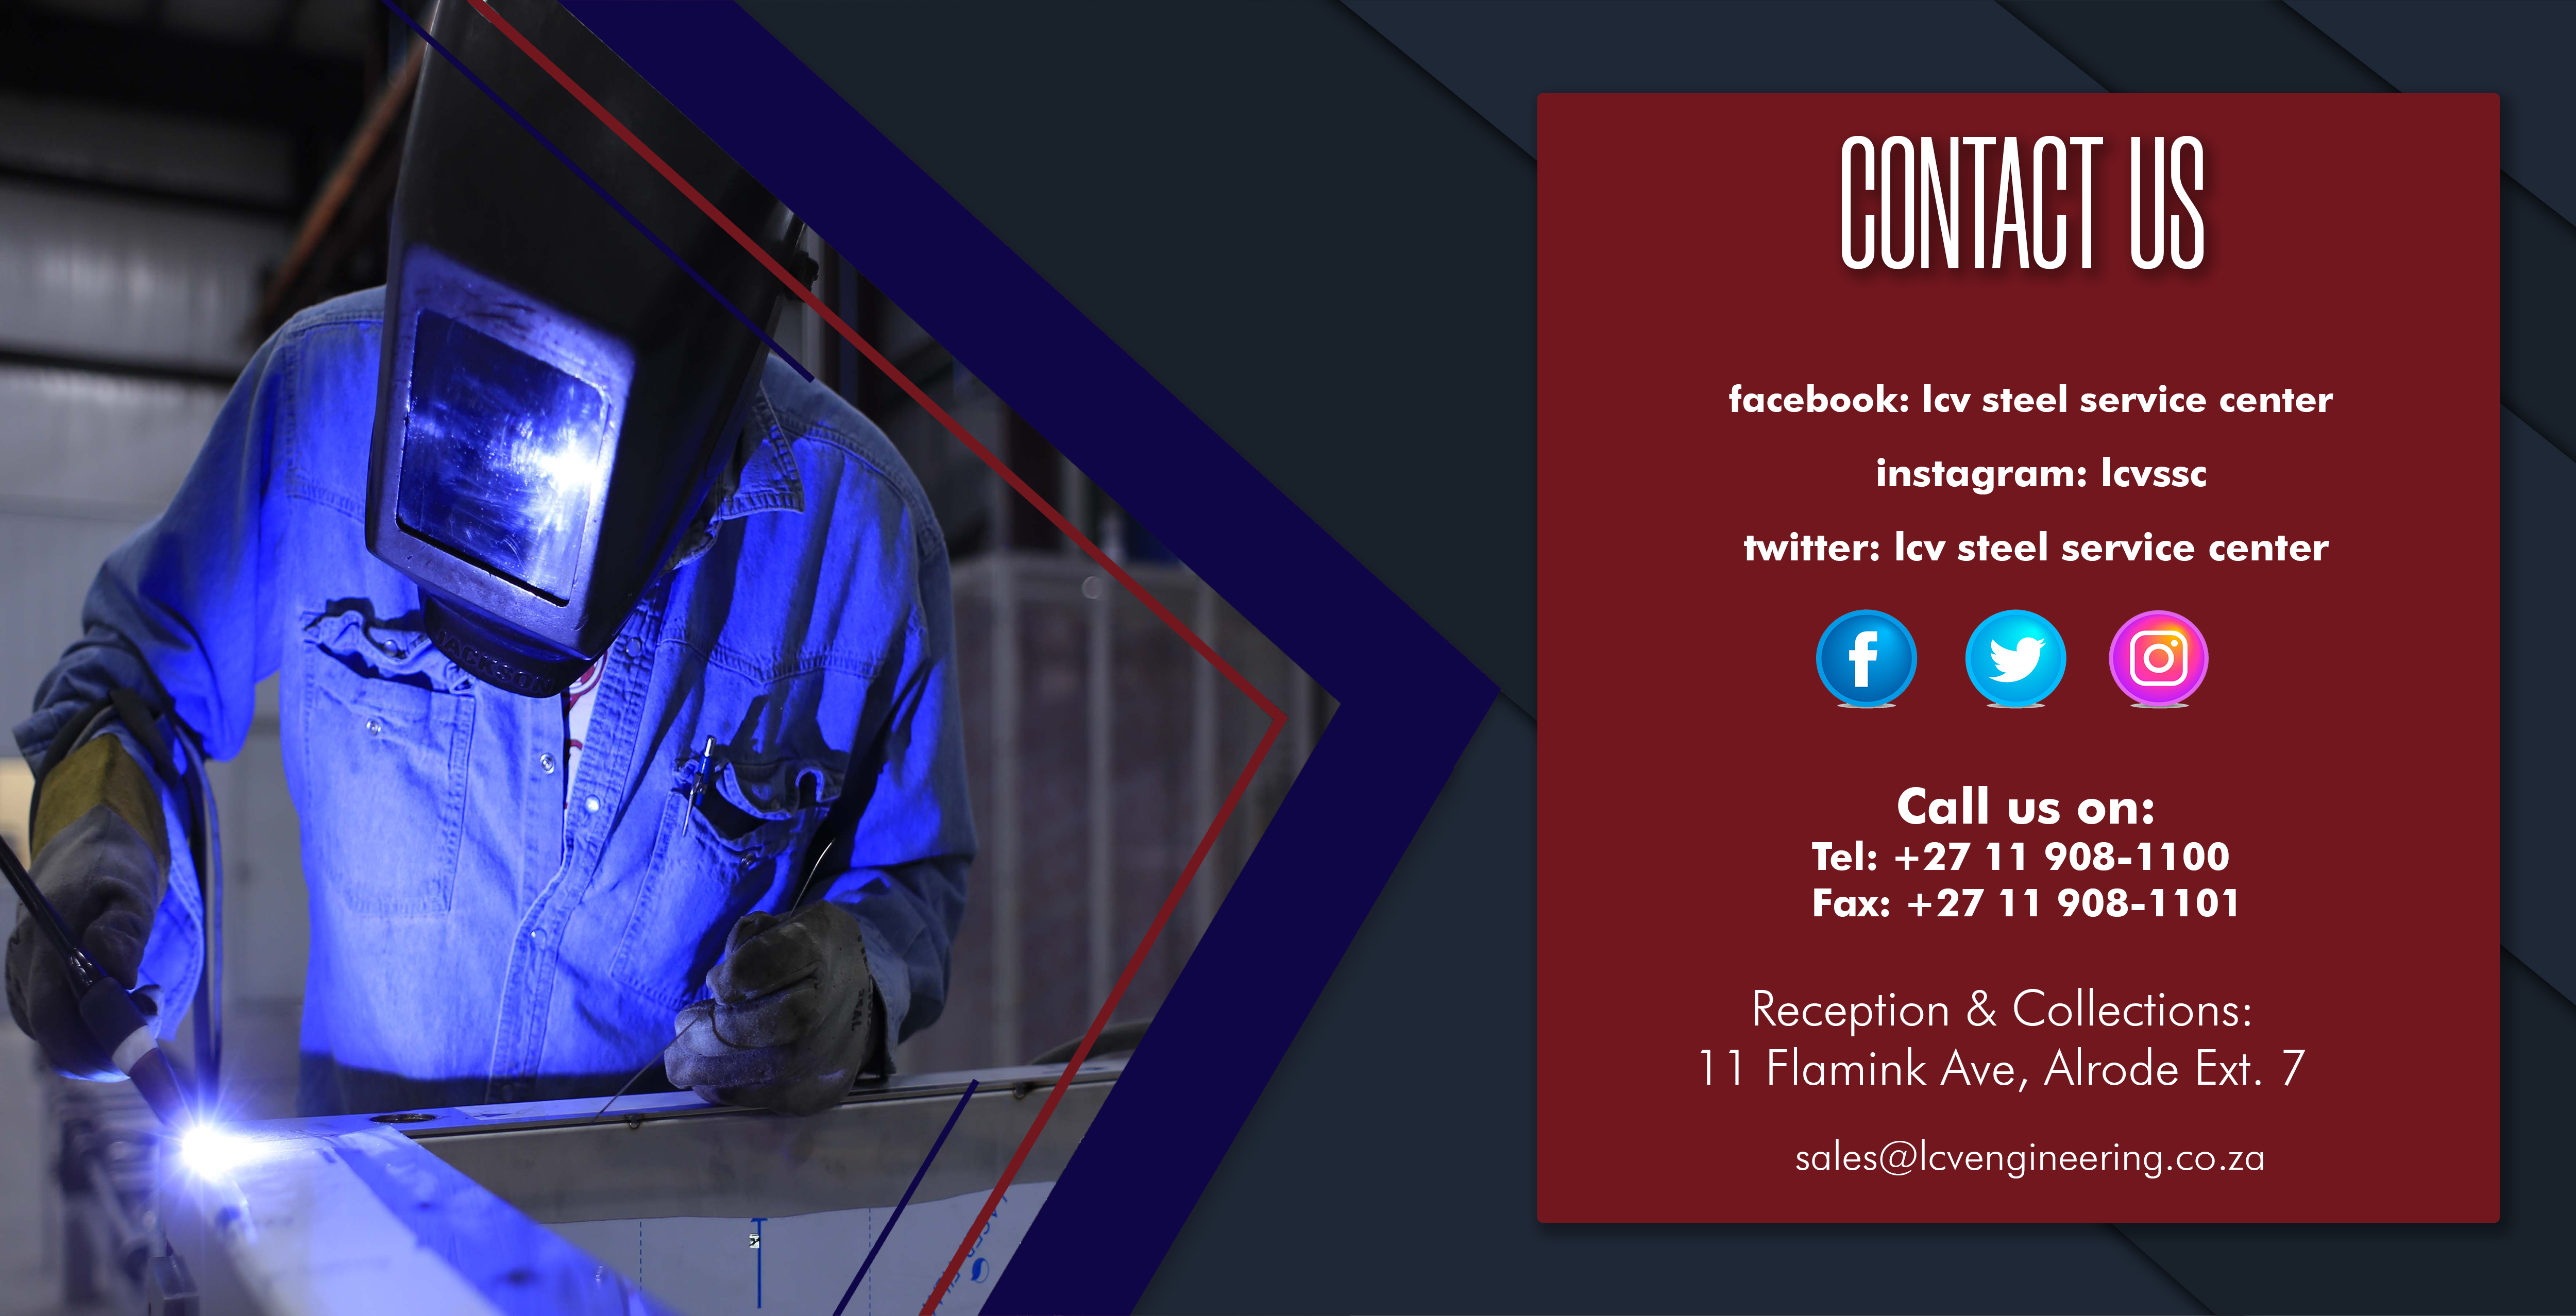 CONTACT US
facebook: lcv steel service center
instagram: lcvssc
twitter: lcv steel service center
Call us on:
Tel: +27 11 908-1100
Fax: +27 11 908-1101
Reception & Collections:
11 Flamink Ave, Alrode Ext. 7
sales@lcvengineering.co.za
JACKSON